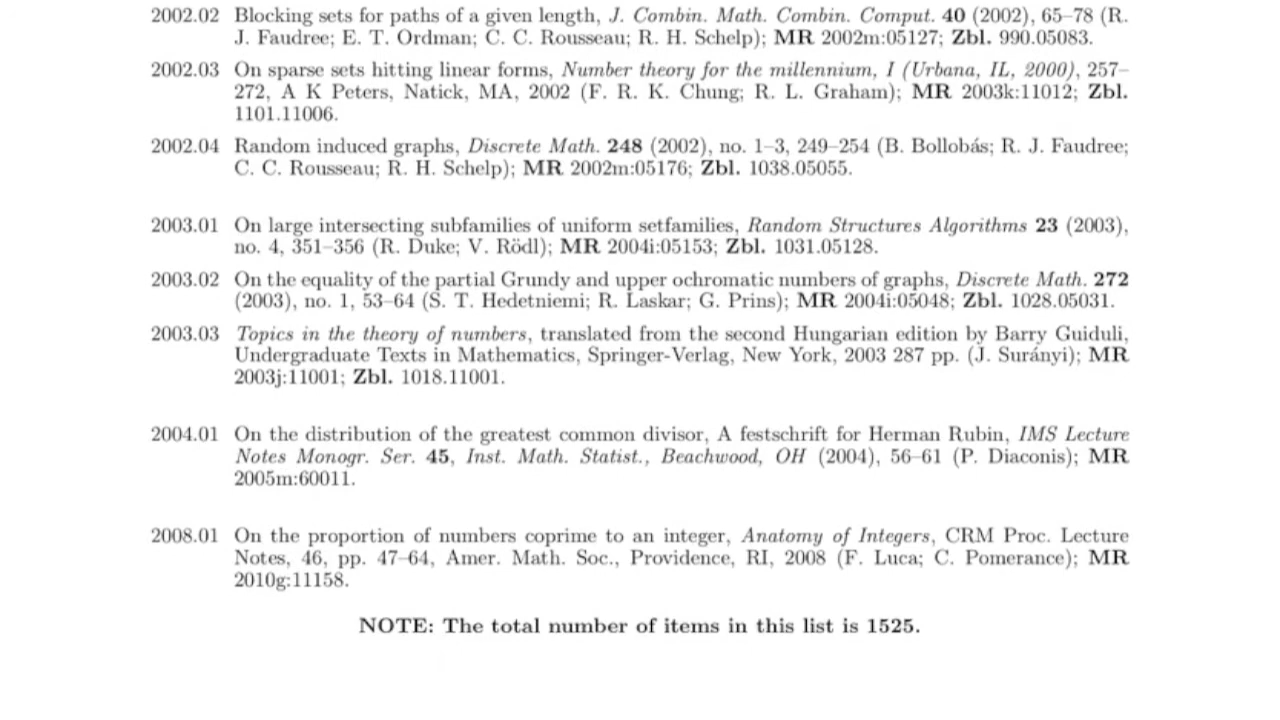 2002.02 Blocking sets for paths of a given length, J. Combin. Math. Combin. Comput. 40 (2002), 65–78 (R.
J. Faudree; E. T. Ordman; C. C. Rousseau; R. H. Schelp); MR 2002m:05127; Zbl. 990.05083.
2002.03 On sparse sets hitting linear forms, Number theory for the millennium, I (Urbana, IL, 2000), 257–
272, A K Peters, Natick, MA, 2002 (F. R. K. Chung; R. L. Graham); MR 2003k:11012; Zbl.
1101.11006.
2002.04 Random induced graphs, Discrete Math. 248 (2002), no. 1–3, 249–254 (B. Bollobás; R. J. Faudree;
C. C. Rousseau; R. H. Schelp); MR 2002m:05176; Zbl. 1038.05055.
2003.01 On large intersecting subfamilies of uniform setfamilies, Random Structures Algorithms 23 (2003),
no. 4, 351–356 (R. Duke; V. Rödl); MR 2004i:05153; Zbl. 1031.05128.
2003.02 On the equality of the partial Grundy and upper ochromatic numbers of graphs, Discrete Math. 272
(2003), no. 1, 53–64 (S. T. Hedetniemi; R. Laskar; G. Prins); MR 2004i:05048; Zbl. 1028.05031.
2003.03 Topics in the theory of numbers, translated from the second Hungarian edition by Barry Guiduli,
Undergraduate Texts in Mathematics, Springer-Verlag, New York, 2003 287 pp. (J. Surányi); MR
2003j:11001; Zbl. 1018.11001.
2004.01 On the distribution of the greatest common divisor, A festschrift for Herman Rubin, IMS Lecture
Notes Monogr. Ser. 45, Inst. Math. Statist., Beachwood, OH (2004), 56–61 (P. Diaconis); MR
2005m:60011.
2008.01 On the proportion of numbers coprime to an integer, Anatomy of Integers, CRM Proc. Lecture
Notes, 46, pp. 47–64, Amer. Math. Soc., Providence, RI, 2008 (F. Luca; C. Pomerance); MR
2010g:11158.
NOTE: The total number of items in this list is 1525.